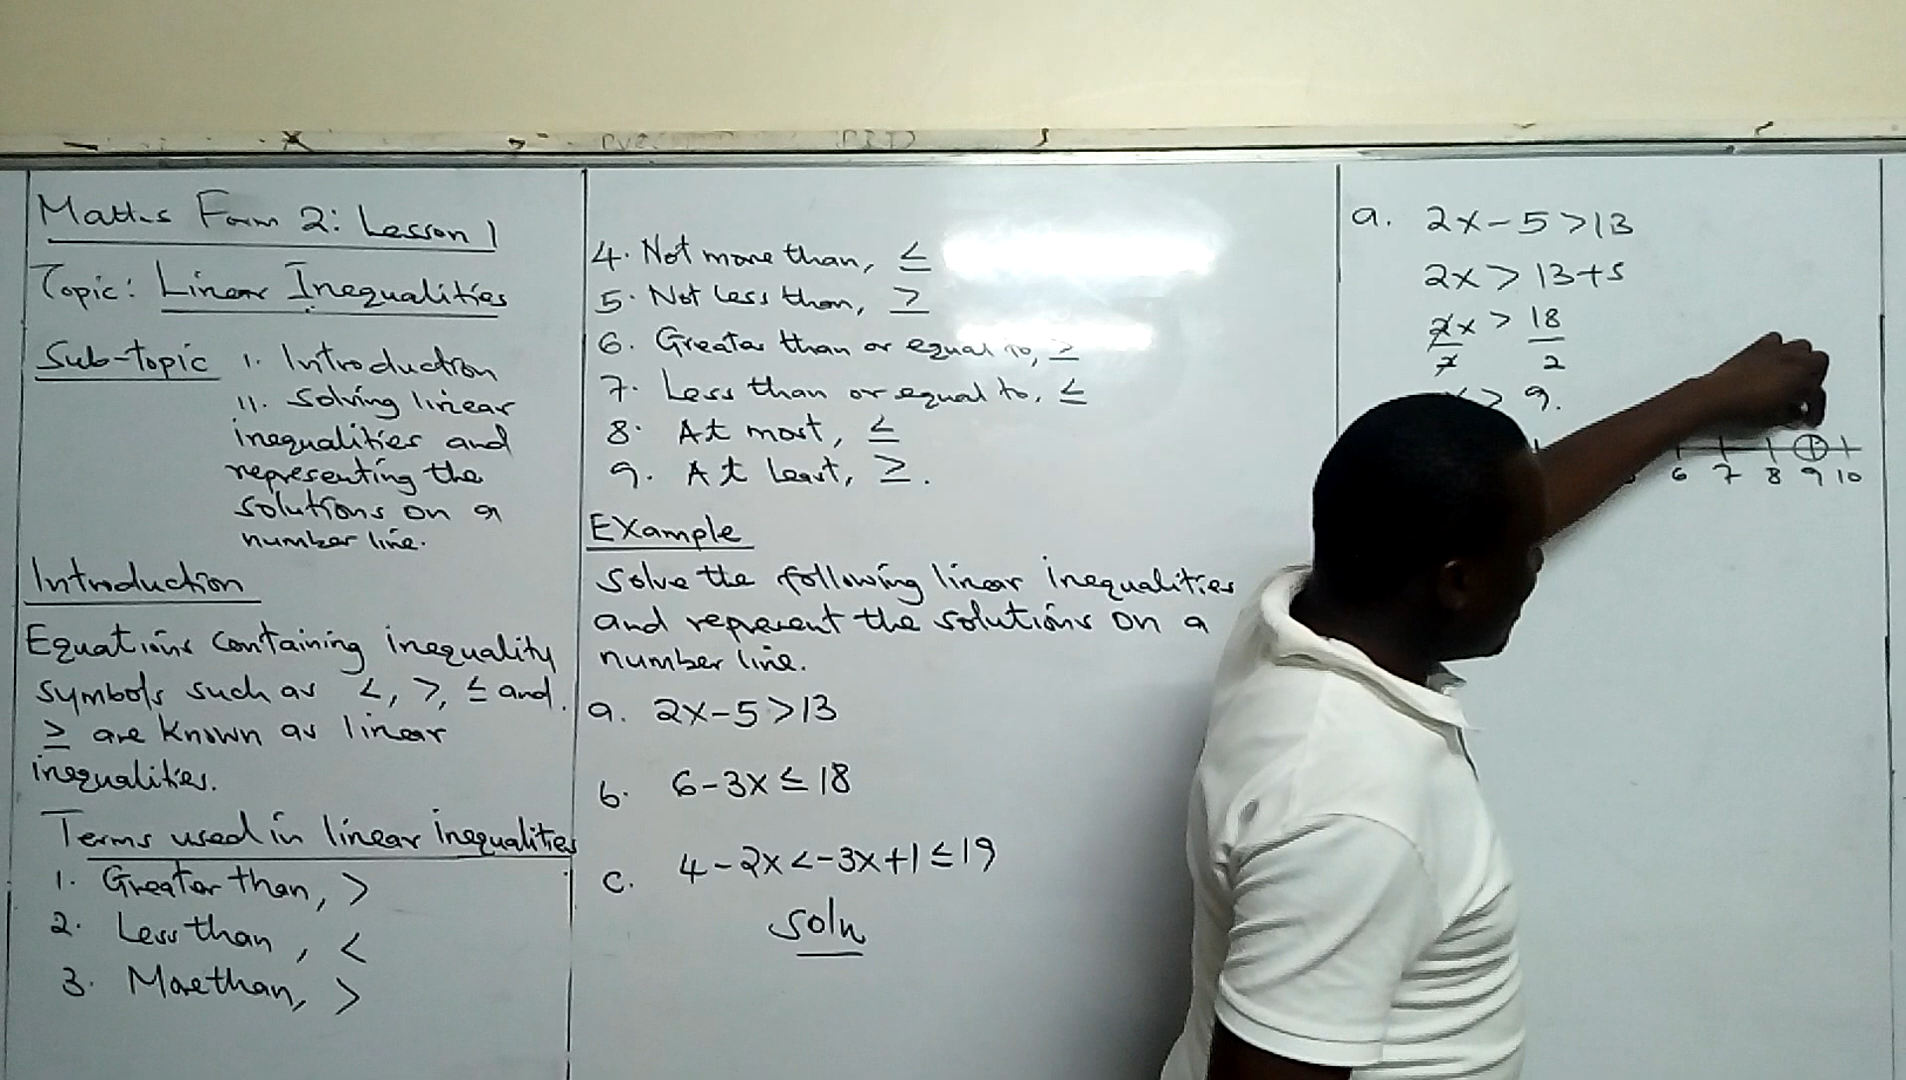 Maths Form 2: Lesson 1
Topic: Linear Inequalities
Sub-topic i. Introduction
ii. Solving linear
inequalities and
representing the
solutions on a
number line.
Introduction
Equations containing inequality
symbols such as <, >, ≤ and
≥ are known as linear
inequalities.
Terms used in linear inequalities
1. Greater than, >
2. Less than, <
3. More than, >
4. Not more than, ≤
5. Not less than, ≥
6. Greater than or equal to, ≥
7. Less than or equal to, ≤
8. At most, ≤
9. At least, ≥.
Example
Solve the following linear inequalities
and represent the solutions on a
number line.
a. 2x-5>13
b. 6-3x≤18
c. 4-2x<-3x+1≤19
Soln
a. 2x-5>13
2x > 13+5
2x > 18
2 2
> 9.
6 7 8 9 10